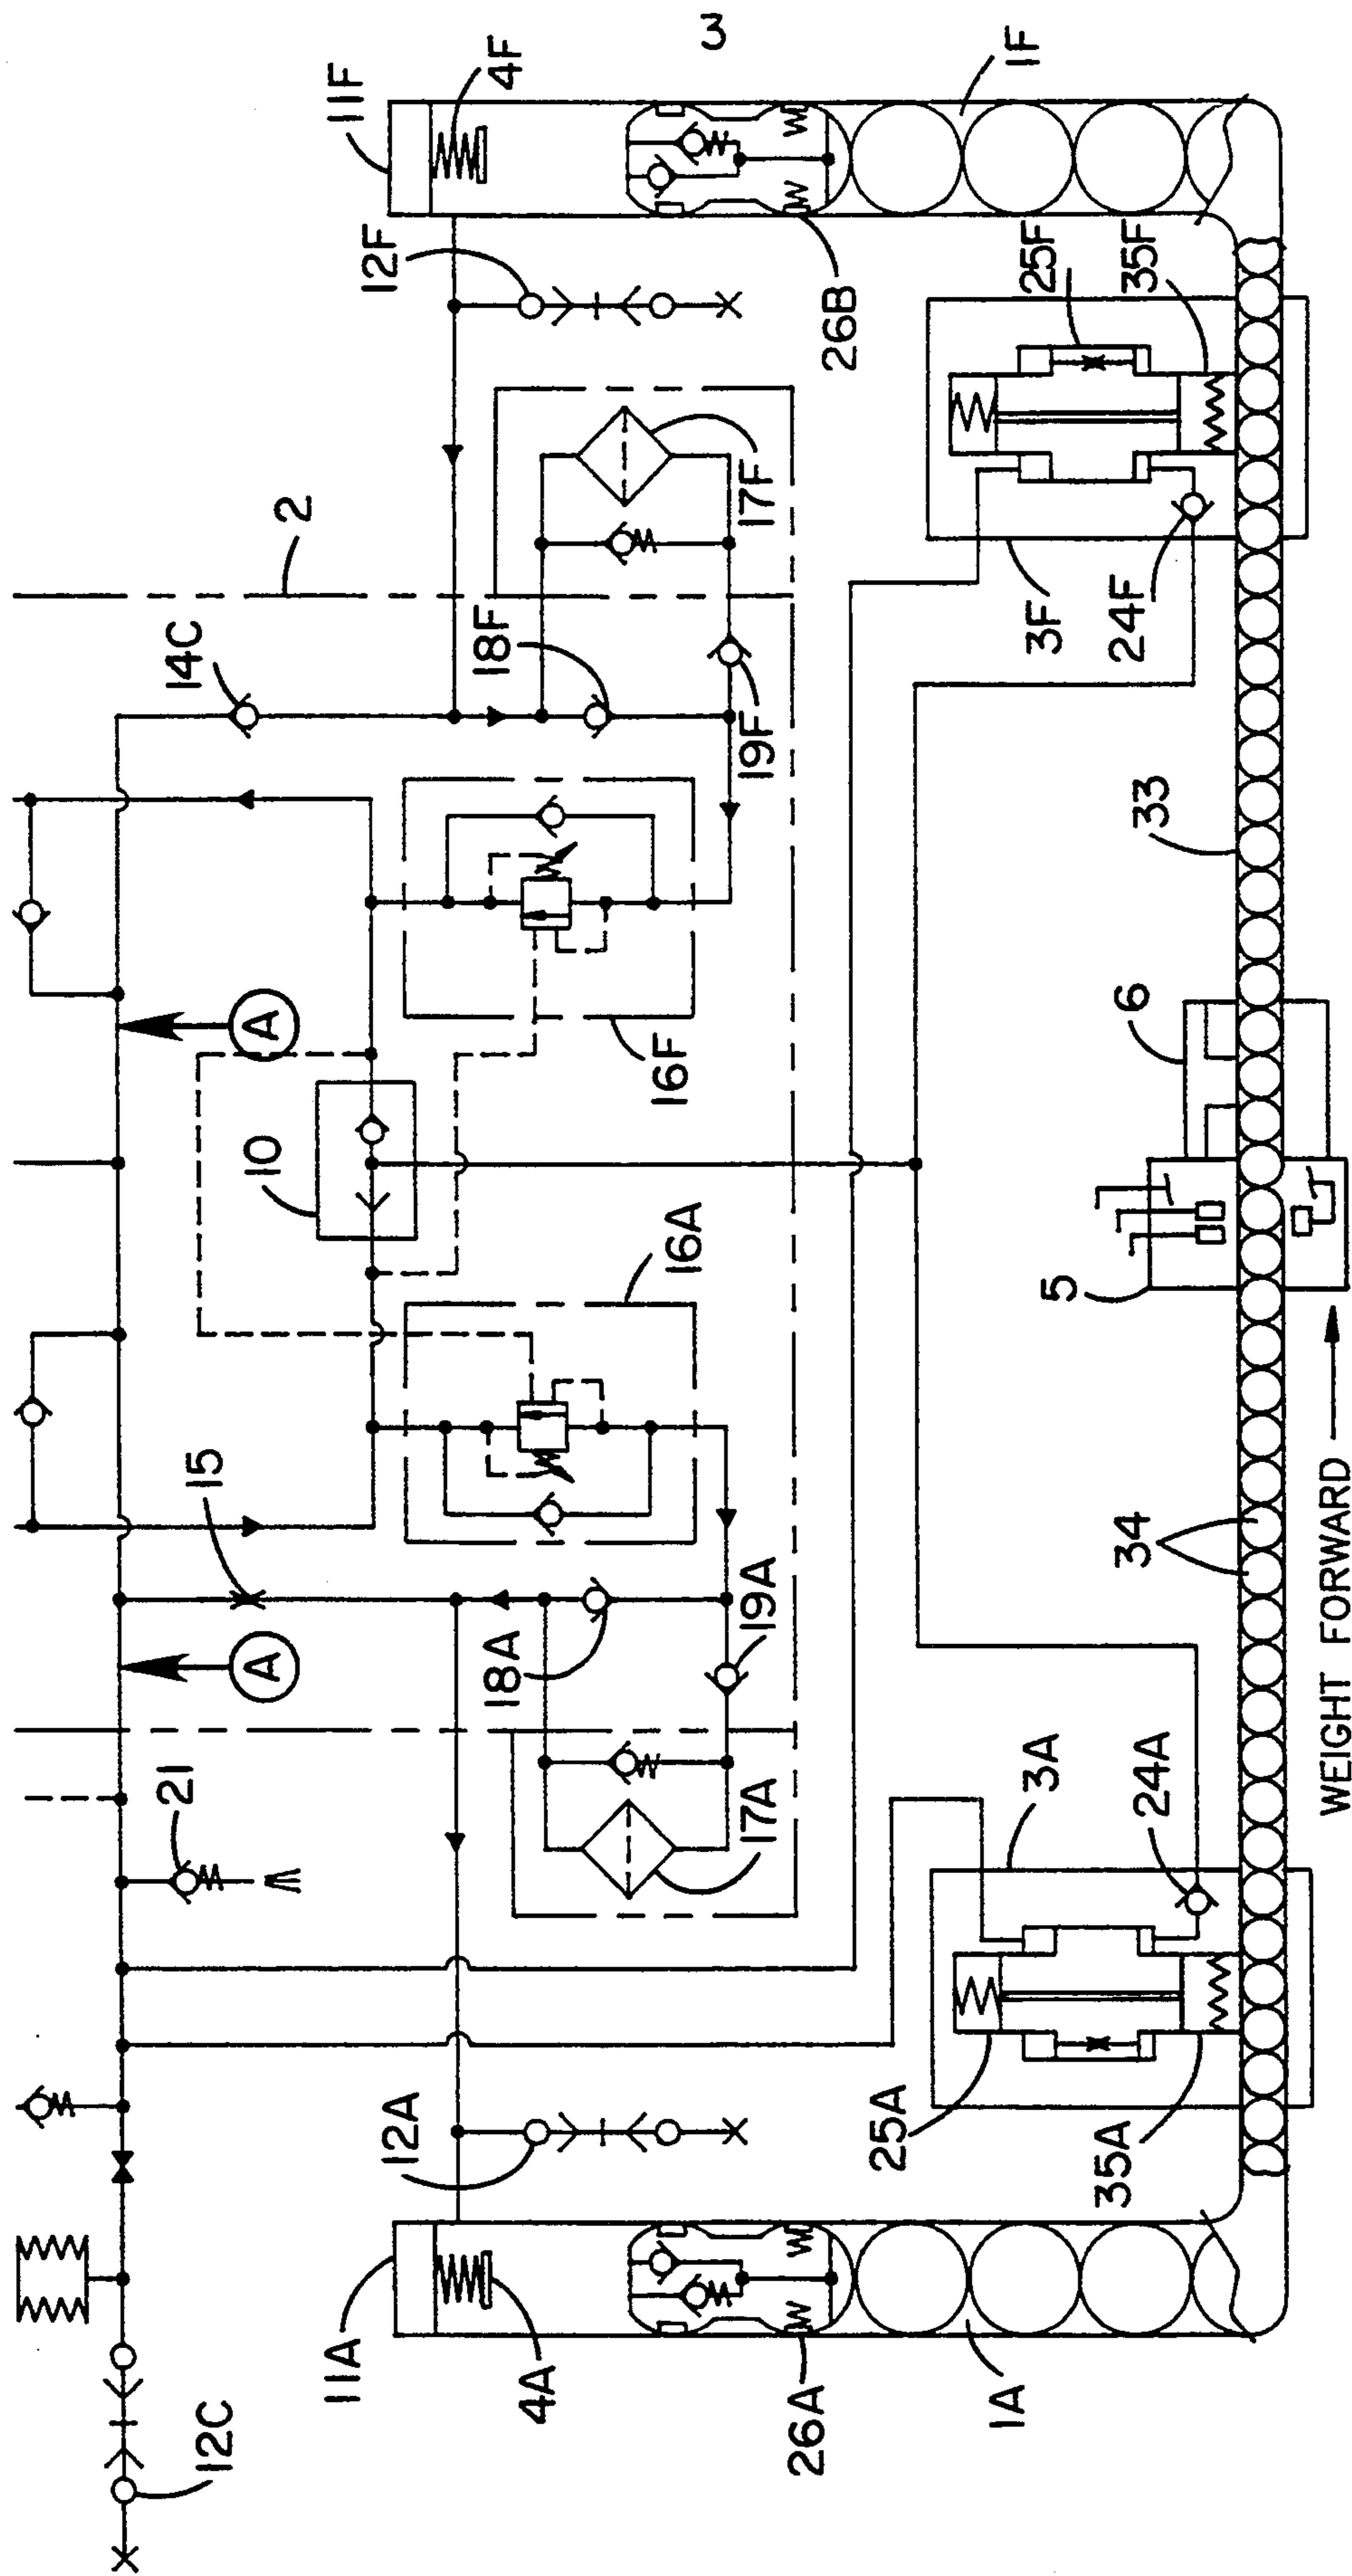 3
11F
4F
1F
12F
26B
25F
35F
2
17F
14C
18F
19F
3F
24F
33
A
16F
10
6
16A
5
15
34
A
18A
19A
WEIGHT FORWARD
21
17A
3A
24A
12A
25A
35A
11A
4A
26A
1A
12C